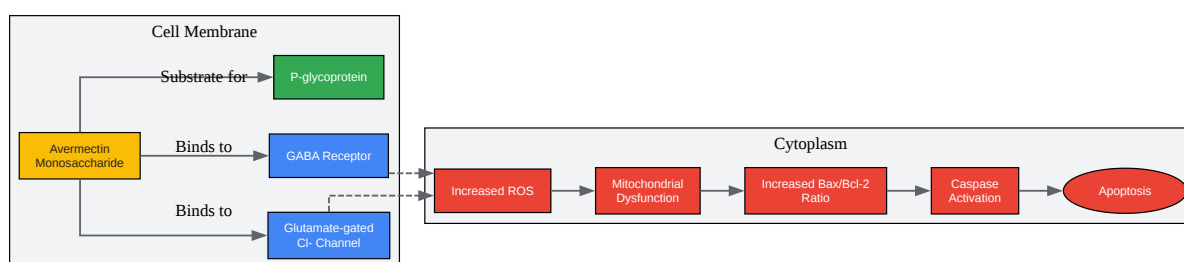 Cell Membrane
Substrate for
P-glycoprotein
Avermectin
Monosaccharide
Binds to
GABA Receptor
Binds to
Glutamate-gated
Cl- Channel
Cytoplasm
Increased ROS
Mitochondrial
Dysfunction
Increased Bax/Bcl-2
Ratio
Caspase
Activation
Apoptosis